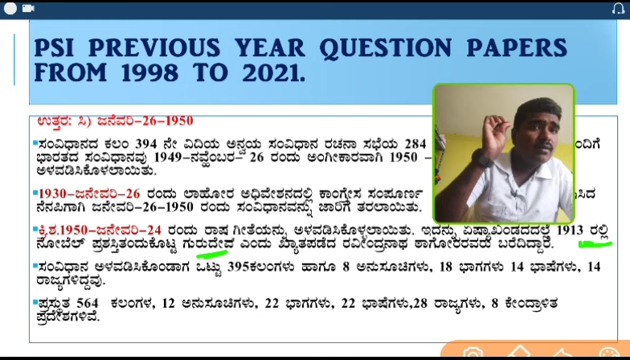 PSI PREVIOUS YEAR QUESTION PAPERS
FROM 1998 TO 2021.
ಉತ್ತರ: ಸಿ) ಜನೆವರಿ-26-1950
ಸಂವಿಧಾನದ ಕಲಂ 394 ನೇ ವಿಧಿಯ ಅನ್ವಯ ಸಂವಿಧಾನ ರಚನಾ ಸಭೆಯ 284
ಭಾರತದ ಸಂವಿಧಾನವು 1949-ನವ್ಹೆಂಬರ- 26 ರಂದು ಅಂಗೀಕಾರವಾಗಿ 1950 –
ಅಳವಡಿಸಿಕೊಳಲಾಯಿತು.
1930-ಜನೇವರಿ-26 ರಂದು ಲಾಹೋರ ಅಧಿವೇಶನದಲ್ಲಿ ಕಾಂಗ್ರೇಸ ಸಂಪೂರ್ಣ
ನೆನಪಿಗಾಗಿ ಜನೇವರಿ-26-1950 ರಂದು ಸಂವಿಧಾನವನ್ನು ಜಾರಿಗೆ ತರಲಾಯಿತು.
ಕ್ರಿ.ಶ.1950-ಜನೇವರಿ-24 ರಂದು ರಾಷ್ಟ್ರ ಗೀತೆಯನ್ನು ಅಳವಡಿಸಿಕೊಳ್ಳಲಾಯಿತು. ಇದನ್ನು ಏಷ್ಯಾಖಂಡದದಲ್ಲೆ 1913 ರಲ್ಲಿ
ನೋಬೆಲ್ ಪ್ರಶಸ್ತಿತಂದುಕೊಟ್ಟ ಗುರುದೇವ ಎಂದು ಖ್ಯಾತಪಡೆದ ರವೀಂದ್ರನಾಥ ಠಾಗೋರರವರು ಬರೆದಿದ್ದಾರೆ.
ಸಂವಿಧಾನ ಅಳವಡಿಸಿಕೊಂಡಾಗ ಒಟ್ಟು 395ಕಲಂಗಳು ಹಾಗೂ 8 ಅನುಸೂಚಿಗಳು, 18 ಭಾಗಗಳು 14 ಭಾಷೆಗಳು, 14
ರಾಜ್ಯಗಳಿದ್ದವು.
ಪ್ರಸ್ತುತ 564 ಕಲಂಗಳ, 12 ಅನುಸೂಚಿಗಳು, 22 ಭಾಗಗಳು, 22 ಭಾಷೆಗಳು,28 ರಾಜ್ಯಗಳು, 8 ಕೇಂದ್ರಾಳಿತ
ಪ್ರದೇಶಗಳಿವೆ.